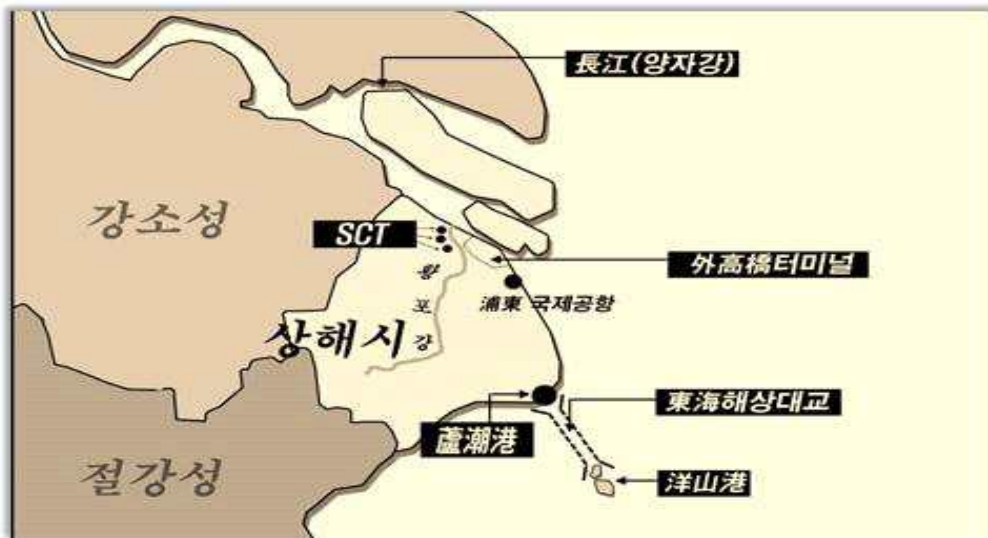 長江(양자강)
강소성
SCT
外高橋터미널
황포강
浦東 국제공항
상해시
東海해상대교
蘆潮港
절강성
洋山港